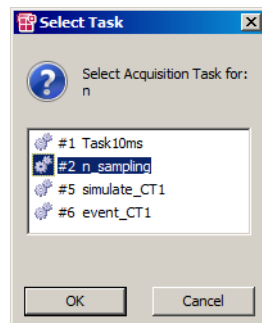 Select Task
Select Acquisition Task for:
n
#1 Task10ms
#2 n_sampling
#5 simulate_CT1
#6 event_CT1
OK
Cancel